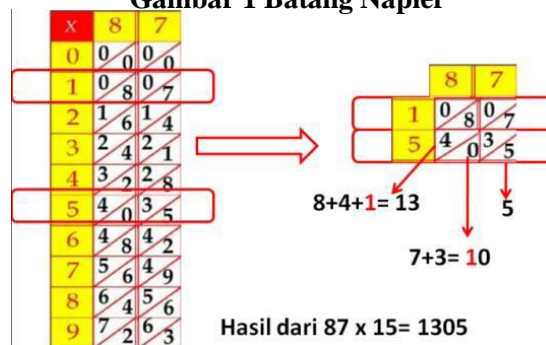 Gambar 1 Batang Napier
x 8 7
0 0/0 0/0
1 0/8 0/7
2 1/6 1/4
3 2/4 2/1
4 3/2 2/8
5 4/0 3/5
6 4/8 4/2
7 5/6 4/9
8 6/4 5/6
9 7/2 6/3
8 7
1 0/8 0/7
5 4/0 3/5
8+4+1= 13
5
7+3= 10
Hasil dari 87 x 15= 1305